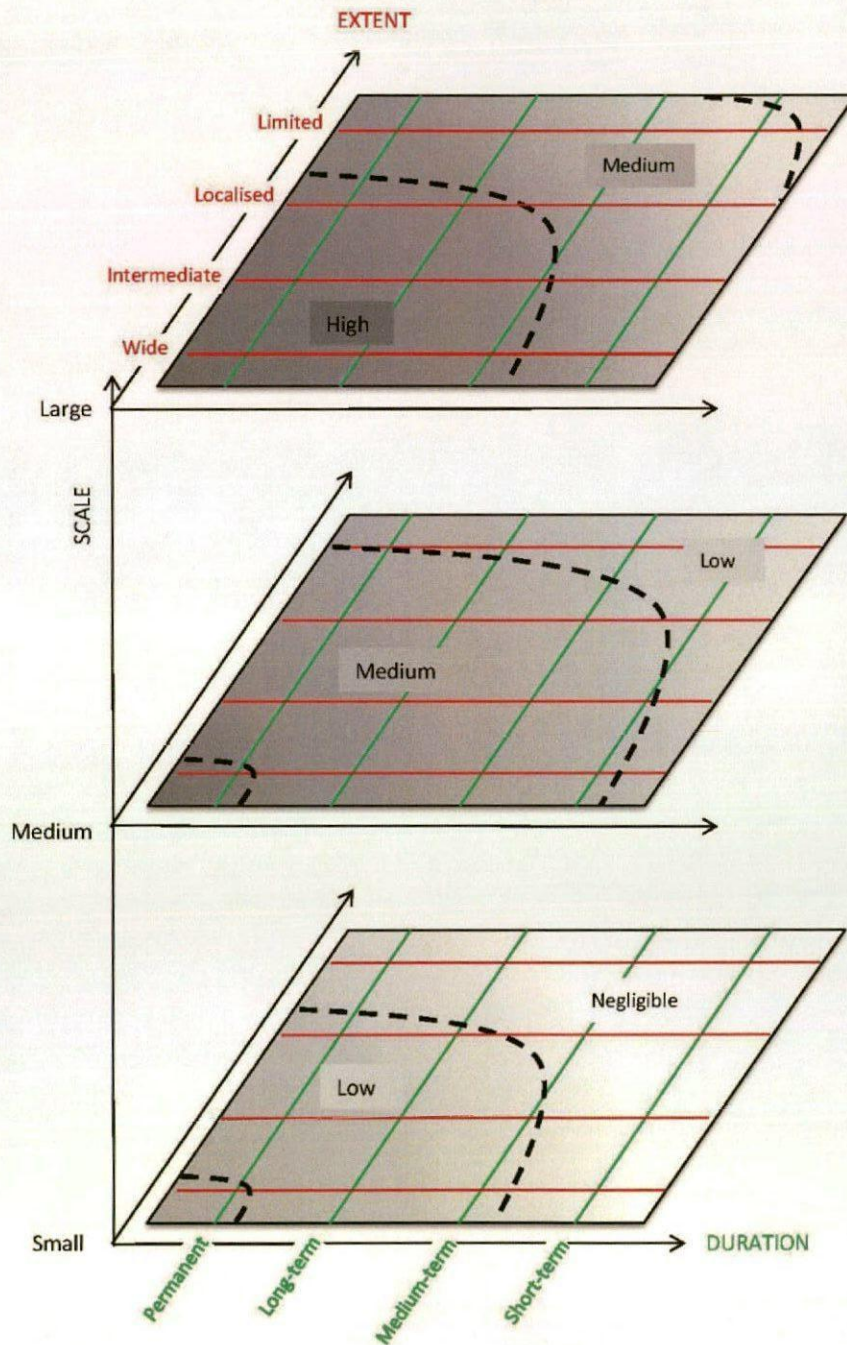 EXTENT
Limited
Medium
Localised
Intermediate
High
Wide
Large
SCALE
Low
Medium
Medium
Negligible
Low
Small
DURATION
Permanent
Long-term
Medium-term
Short-term